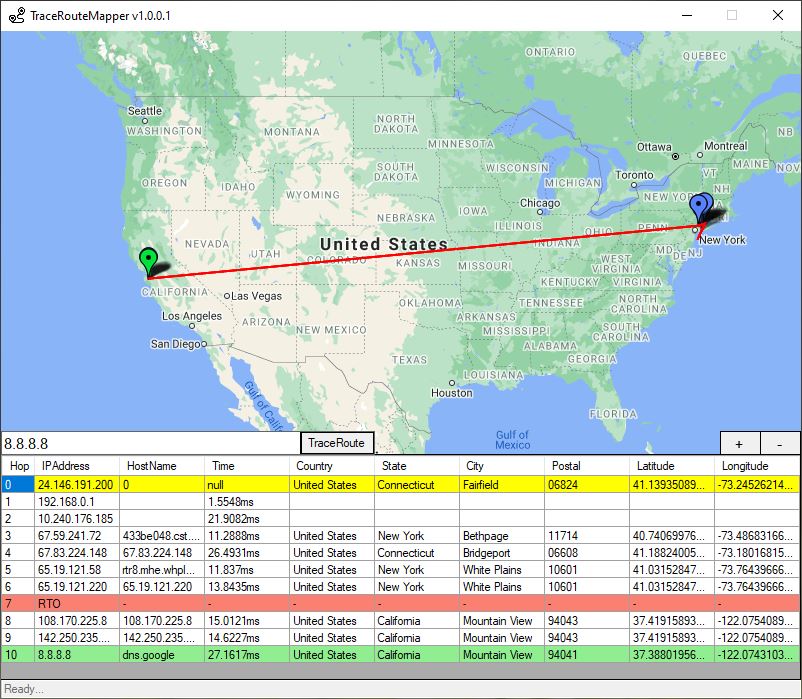 TraceRouteMapper v1.0.0.1
ONTARIO
QUEBEC
Seattle
WASHINGTON
MONTANA
NORTH
DAKOTA
MINNESOTA
Ottawa
Montreal
NB
MAINE
NOV
OREGON
IDAHO
WYOMING
SOUTH
DAKOTA
WISCONSIN
MICHIGAN
Toronto
VT
NH
NEW YORK
Chicago
IOWA
NEBRASKA
ILLINOIS
INDIANA
OHIO
PENN
New York
NEVADA
UTAH
COLORADO
United States
KANSAS
MISSOURI
WEST
VIRGINIA
MD
DE
NJ
KENTUCKY
VIRGINIA
CALIFORNIA
Las Vegas
Los Angeles
San Diego
ARIZONA
NEW MEXICO
OKLAHOMA
ARKANSAS
TENNESSEE
NORTH
CAROLINA
SOUTH
CAROLINA
MISSISSIPPI
ALABAMA
GEORGIA
TEXAS
LOUISIANA
Houston
FLORIDA
Gulf of Calif
Gulf of
Mexico
8.8.8.8 TraceRoute + -
Hop IPAddress HostName Time Country State City Postal Latitude Longitude
0 24.146.191.200 0 null United States Connecticut Fairfield 06824 41.13935089... -73.24526214...
1 192.168.0.1 1.5548ms
2 10.240.176.185 21.9082ms
3 67.59.241.72 433be048.cst.... 11.2888ms United States New York Bethpage 11714 40.74069976... -73.48683166...
4 67.83.224.148 67.83.224.148 26.4931ms United States Connecticut Bridgeport 06608 41.18824005... -73.18016815...
5 65.19.121.58 rtr8.mhe.whpl... 11.837ms United States New York White Plains 10601 41.03152847... -73.76439666...
6 65.19.121.220 65.19.121.220 13.8435ms United States New York White Plains 10601 41.03152847... -73.76439666...
7 RTO - - - - - - - -
8 108.170.225.8 108.170.225.8 15.0121ms United States California Mountain View 94043 37.41915893... -122.0754089...
9 142.250.235.... 142.250.235.... 14.6227ms United States California Mountain View 94043 37.41915893... -122.0754089...
10 8.8.8.8 dns.google 27.1617ms United States California Mountain View 94041 37.38801956... -122.0743103...
Ready...